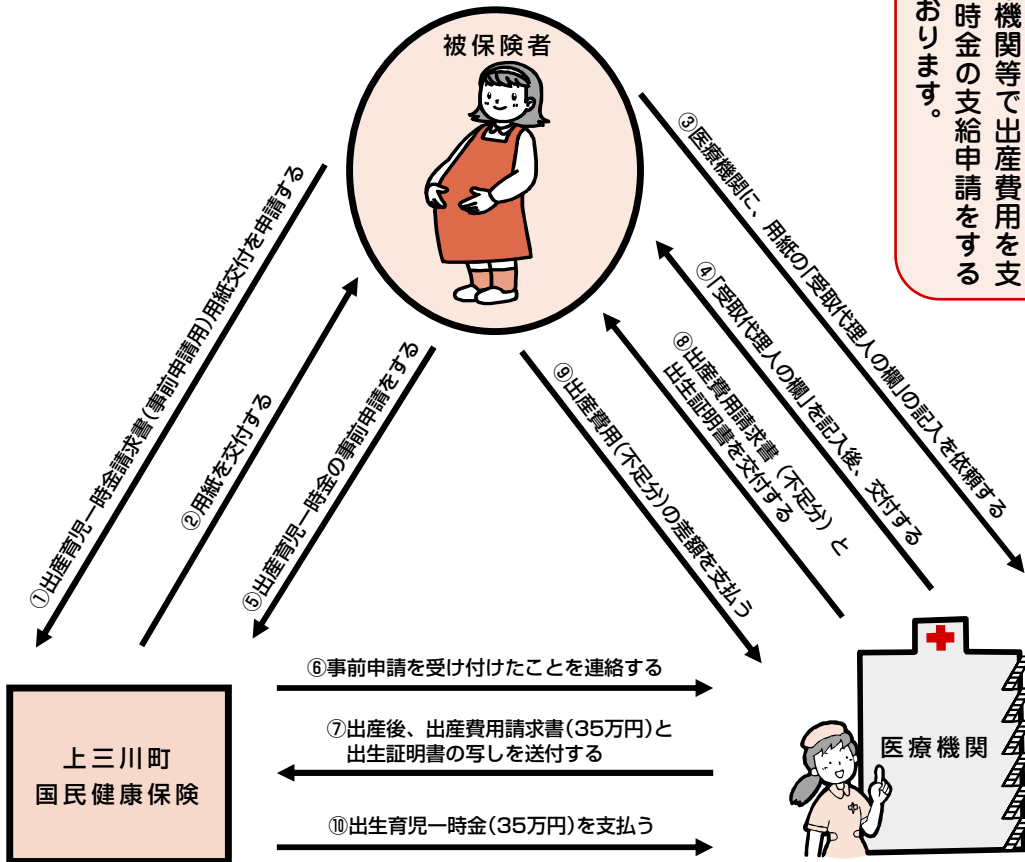 機関等で出産費用を支
時金の支給申請をする
おります。
被保険者
①出産育児一時金請求書(事前申請用)用紙交付を申請する
②用紙を交付する
③医療機関に、用紙の「受取代理人の欄」の記入を依頼する
④「受取代理人の欄」を記入後、交付する
⑤出産育児一時金の事前申請をする
⑧出産費用請求書(不足分)と
出生証明書を交付する
⑨出産費用(不足分)の差額を支払う
⑥事前申請を受け付けたことを連絡する
⑦出産後、出産費用請求書(35万円)と
出生証明書の写しを送付する
⑩出生育児一時金(35万円)を支払う
上三川町
国民健康保険
医療機関